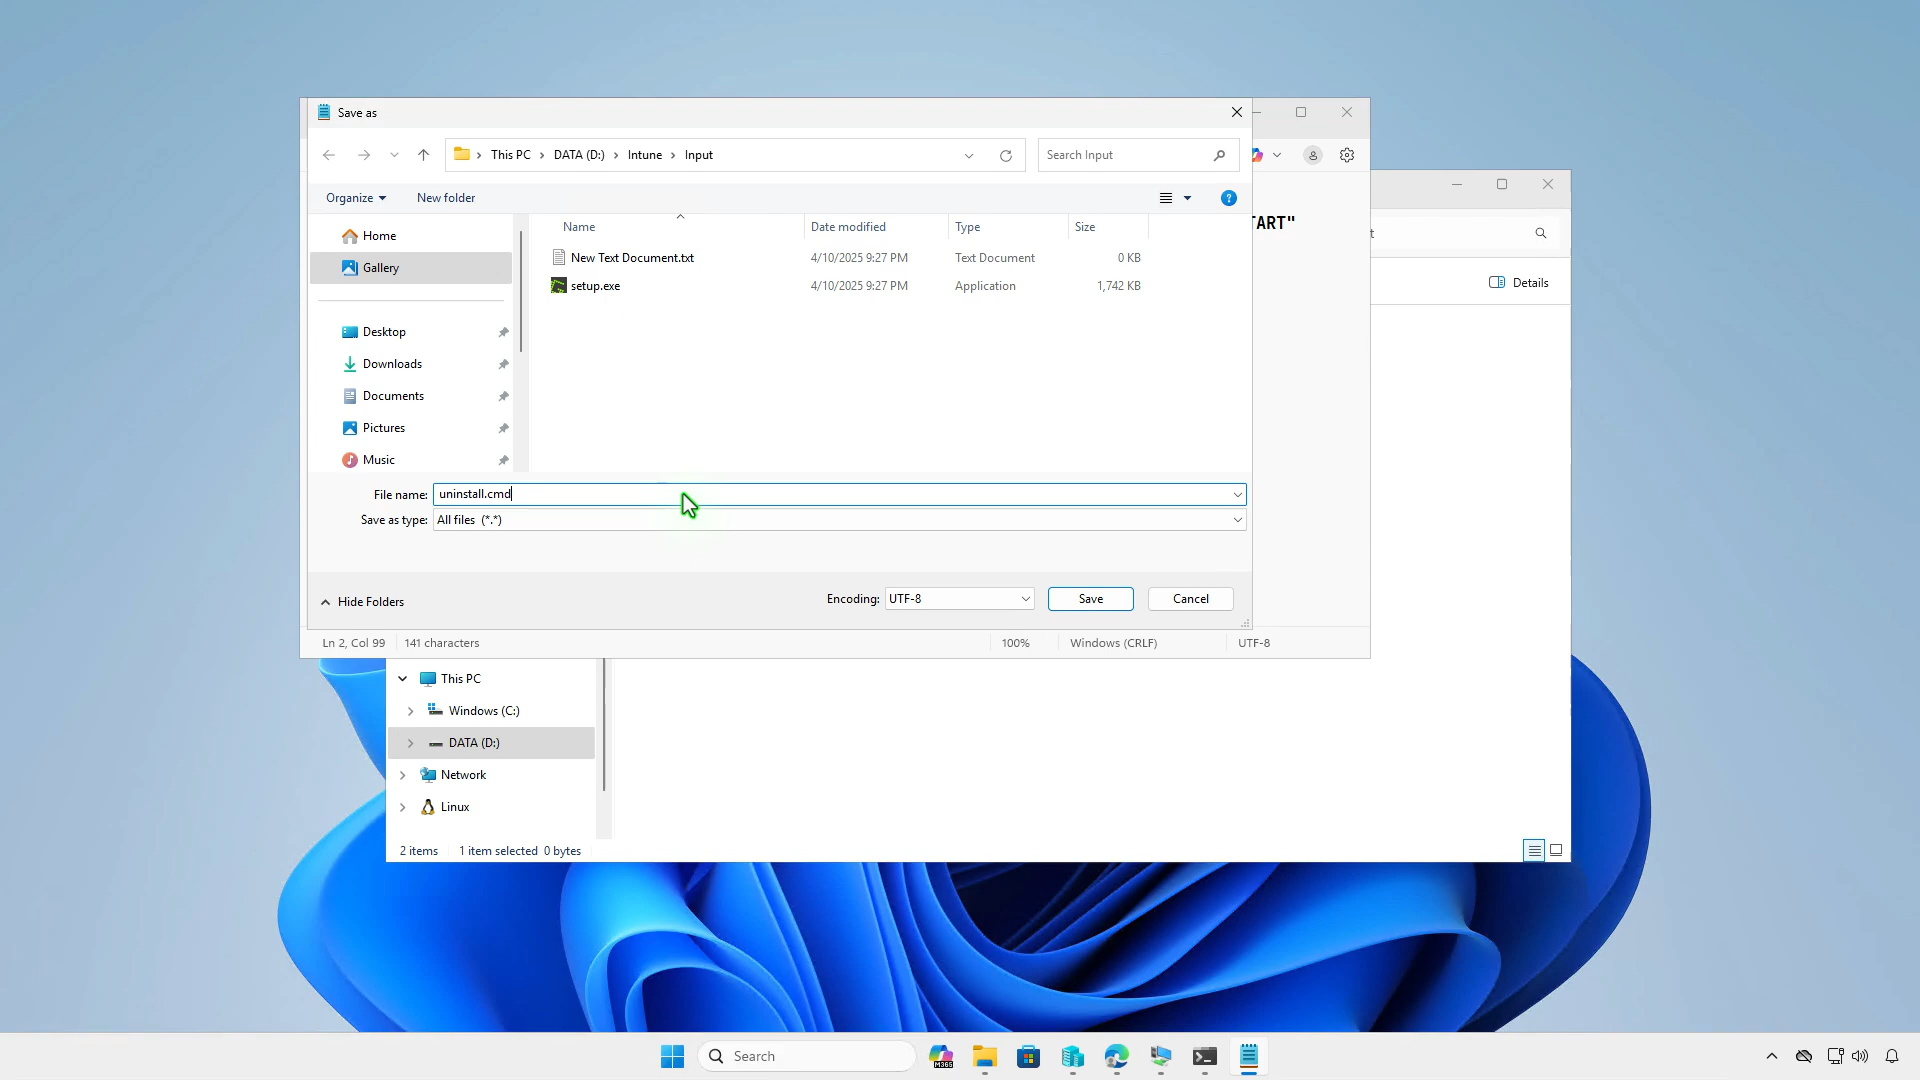 Save as
This PC
DATA (D:)
Intune
Input
Search Input
Organize
New folder
TART"
t
Name
Date modified
Type
Size
Home
New Text Document.txt
4/10/2025 9:27 PM
Text Document
0 KB
Gallery
setup.exe
4/10/2025 9:27 PM
Application
1,742 KB
Details
Desktop
Downloads
Documents
Pictures
Music
File name:
uninstall.cmd
Save as type:
All files (*.*)
Hide Folders
Encoding:
UTF-8
Save
Cancel
Ln 2, Col 99
141 characters
100%
Windows (CRLF)
UTF-8
This PC
Windows (C:)
DATA (D:)
Network
Linux
2 items
1 item selected 0 bytes
Search
M365